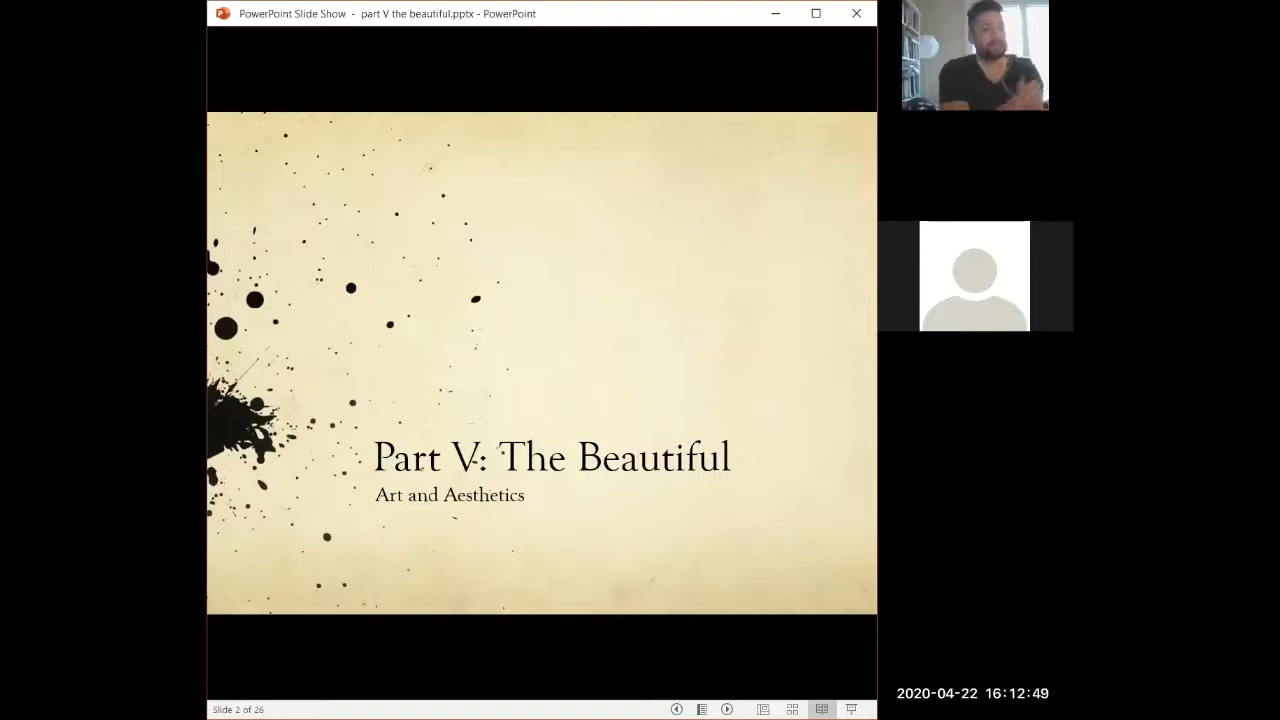 PowerPoint Slide Show - part V the beautiful.pptx - PowerPoint
Part V: The Beautiful
Art and Aesthetics
2020-04-22 16:12:49
Slide 2 of 26